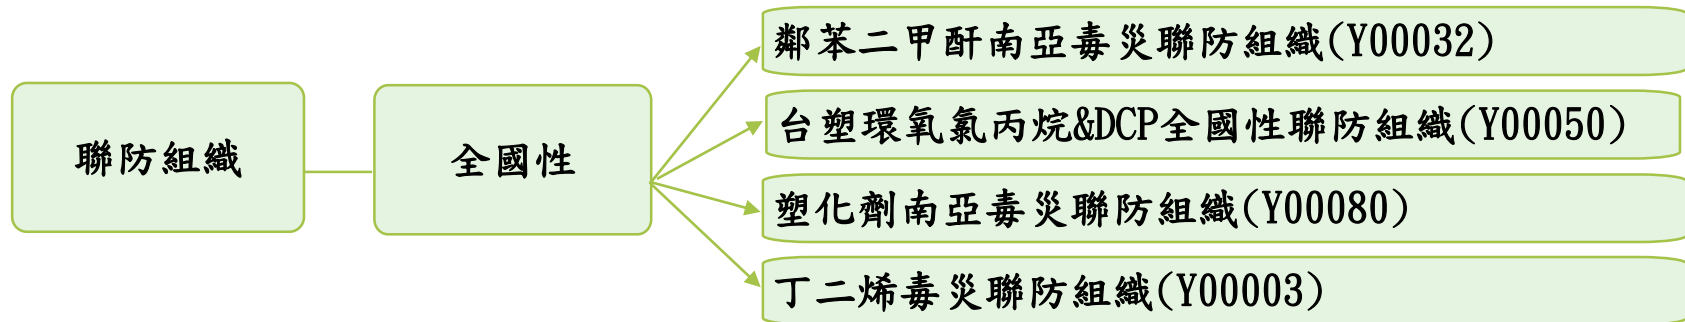 聯防組織
全國性
鄰苯二甲酐南亞毒災聯防組織(Y00032)
台塑環氧氯丙烷&DCP全國性聯防組織(Y00050)
塑化劑南亞毒災聯防組織(Y00080)
丁二烯毒災聯防組織(Y00003)